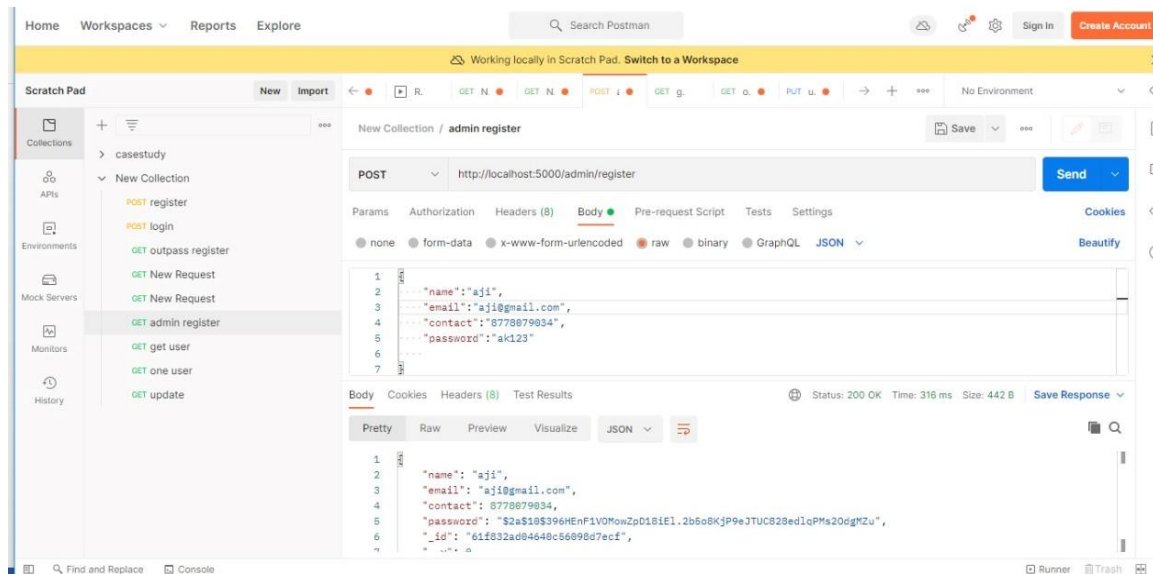 Home Workspaces Reports Explore Search Postman Sign In Create Account
Working locally in Scratch Pad. Switch to a Workspace
Scratch Pad New Import R. GET N. GET N. POST GET g. GET o. PUT u. No Environment
Collections
APIs
Environments
Mock Servers
Monitors
History
casestudy
New Collection
POST register
POST login
GET outpass register
GET New Request
GET New Request
GET admin register
GET get user
GET one user
GET update
New Collection / admin register Save
POST http://localhost:5000/admin/register Send
Params Authorization Headers (8) Body Pre-request Script Tests Settings Cookies
none form-data x-www-form-urlencoded raw binary GraphQL JSON Beautify
1 {
2 "name":"aji",
3 "email":"aji@gmail.com",
4 "contact":"8778079034",
5 "password":"ak123"
6
7 }
Body Cookies Headers (8) Test Results Status: 200 OK Time: 316 ms Size: 442 B Save Response
Pretty Raw Preview Visualize JSON
1 {
2 "name": "aji",
3 "email": "aji@gmail.com",
4 "contact": 8778079034,
5 "password": "$2a$10$396HEnF1VOMowZpD18iEl.2b5o8KjP9eJTUC828edlqPMs2OdgMZu",
6 "_id": "61f832ad04640c56098d7ecf",
Find and Replace Console Runner Trash